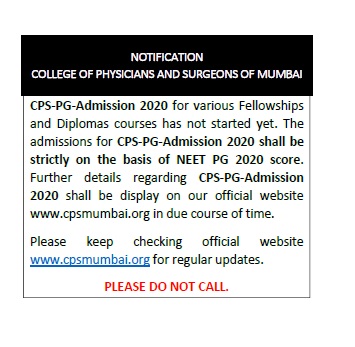 NOTIFICATION
COLLEGE OF PHYSICIANS AND SURGEONS OF MUMBAI
CPS-PG-Admission 2020 for various Fellowships
and Diplomas courses has not started yet. The
admissions for CPS-PG-Admission 2020 shall be
strictly on the basis of NEET PG 2020 score.
Further details regarding CPS-PG-Admission
2020 shall be display on our official website
www.cpsmumbai.org in due course of time.
Please keep checking official website
www.cpsmumbai.org for regular updates.
PLEASE DO NOT CALL.